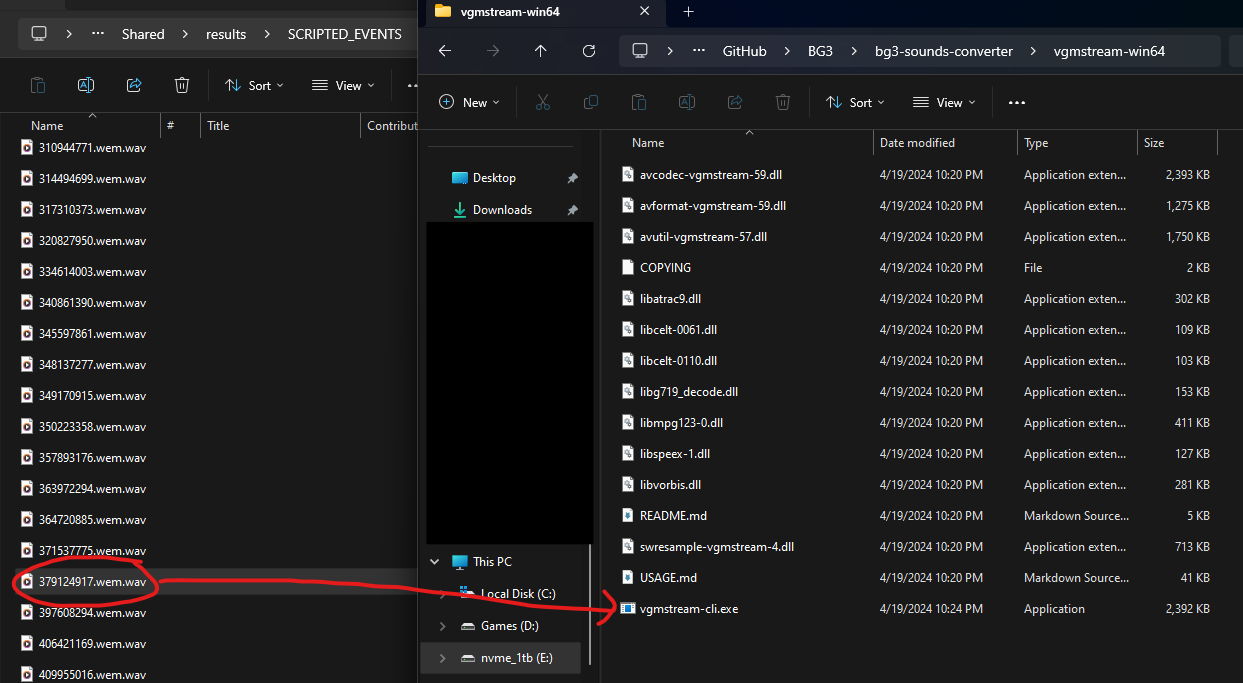 Shared
results
SCRIPTED_EVENTS
Sort
View
Name
#
Title
Contribut
310944771.wem.wav
314494699.wem.wav
317310373.wem.wav
320827950.wem.wav
334614003.wem.wav
340861390.wem.wav
345597861.wem.wav
348137277.wem.wav
349170915.wem.wav
350223358.wem.wav
357893176.wem.wav
363972294.wem.wav
364720885.wem.wav
371537775.wem.wav
379124917.wem.wav
397608294.wem.wav
406421169.wem.wav
409955016.wem.wav
vgmstream-win64
GitHub
BG3
bg3-sounds-converter
vgmstream-win64
New
Sort
View
Desktop
Downloads
This PC
Local Disk (C:)
Games (D:)
nvme_1tb (E:)
Name Date modified Type Size
avcodec-vgmstream-59.dll 4/19/2024 10:20 PM Application exten... 2,393 KB
avformat-vgmstream-59.dll 4/19/2024 10:20 PM Application exten... 1,275 KB
avutil-vgmstream-57.dll 4/19/2024 10:20 PM Application exten... 1,750 KB
COPYING 4/19/2024 10:20 PM File 2 KB
libatrac9.dll 4/19/2024 10:20 PM Application exten... 302 KB
libcelt-0061.dll 4/19/2024 10:20 PM Application exten... 109 KB
libcelt-0110.dll 4/19/2024 10:20 PM Application exten... 103 KB
libg719_decode.dll 4/19/2024 10:20 PM Application exten... 153 KB
libmpg123-0.dll 4/19/2024 10:20 PM Application exten... 411 KB
libspeex-1.dll 4/19/2024 10:20 PM Application exten... 127 KB
libvorbis.dll 4/19/2024 10:20 PM Application exten... 281 KB
README.md 4/19/2024 10:20 PM Markdown Source... 5 KB
swresample-vgmstream-4.dll 4/19/2024 10:20 PM Application exten... 713 KB
USAGE.md 4/19/2024 10:20 PM Markdown Source... 41 KB
vgmstream-cli.exe 4/19/2024 10:24 PM Application 2,392 KB